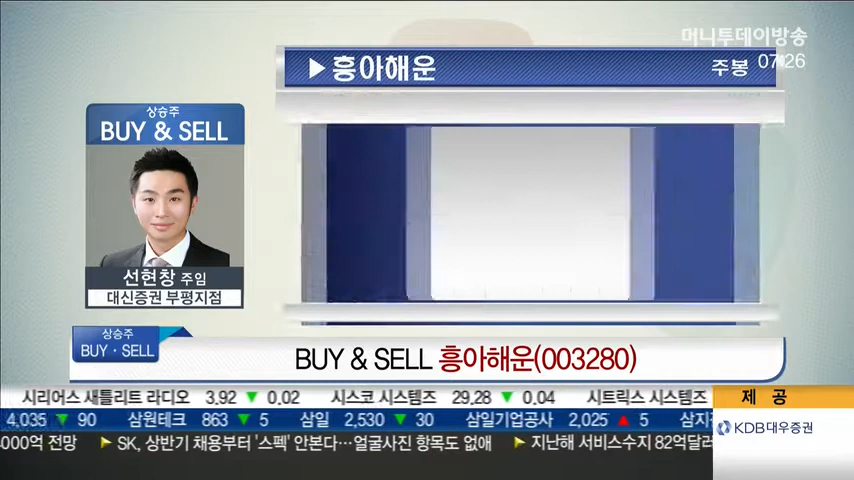 머니투데이방송
07:26
▶흥아해운
주봉
상승주
BUY & SELL
선현창 주임
대신증권 부평지점
상승주
BUY · SELL
BUY & SELL 흥아해운(003280)
시리어스 새틀리트 라디오 3,92 ▼ 0,02 시스코 시스템즈 29,28 ▼ 0,04 시트릭스 시스템즈
4,035 ▼ 90 삼원테크 863 ▼ 5 삼일 2,530 ▼ 30 삼일기업공사 2,025 ▲ 5
4000억 전망 ▶ SK, 상반기 채용부터 '스펙' 안본다…얼굴사진 항목도 없애 ▶ 지난해 서비스수지 82억달러
제 공
KDB대우증권